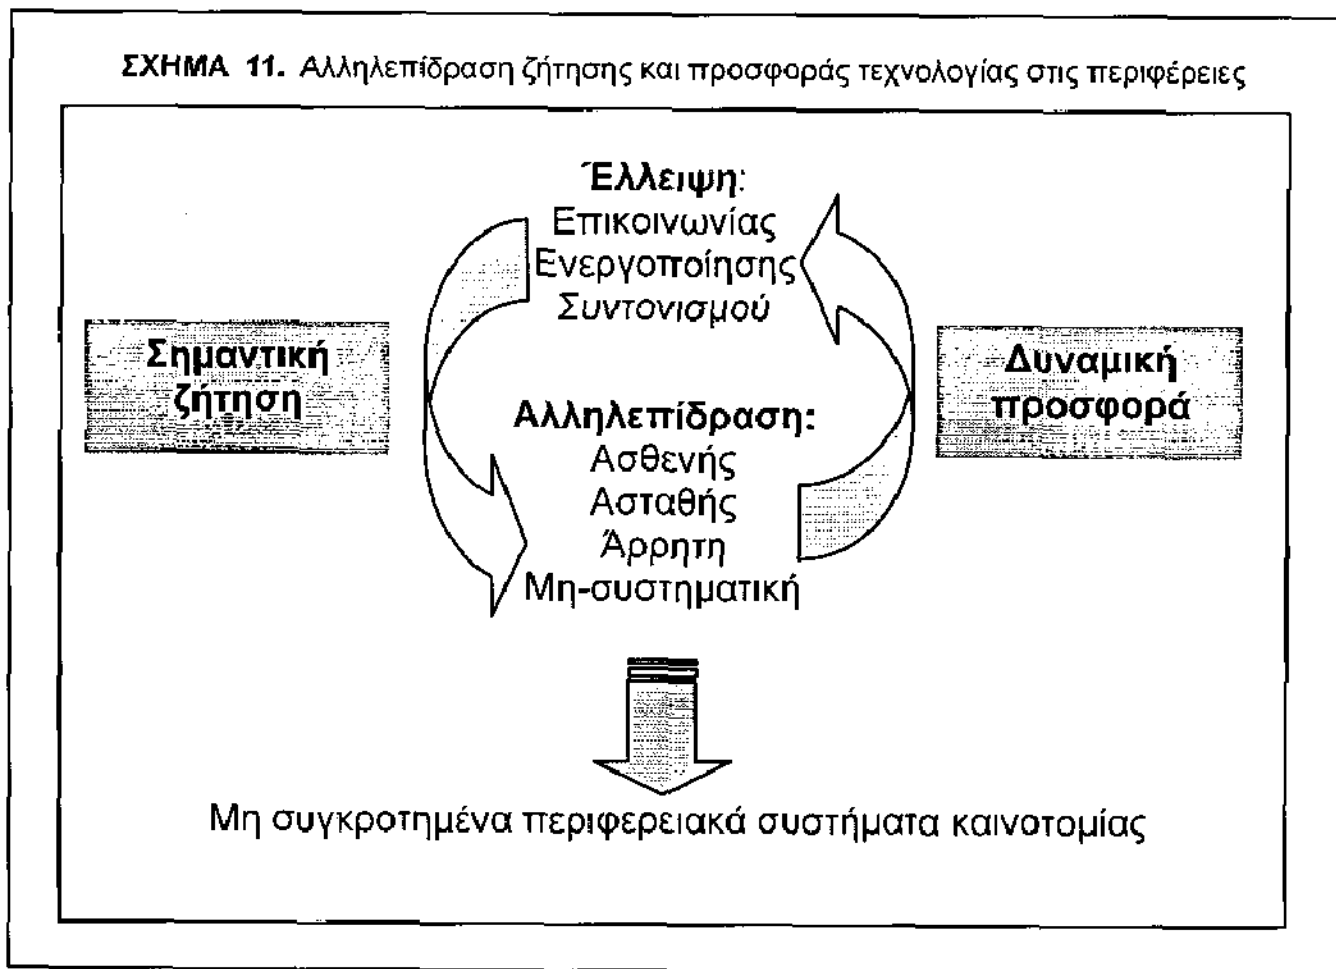 ΣΧΗΜΑ 11. Αλληλεπίδραση ζήτησης και προσφοράς τεχνολογίας στις περιφέρειες
Έλλειψη:
Επικοινωνίας
Ενεργοποίησης
Συντονισμού
Σημαντική
ζήτηση
Δυναμική
προσφορά
Αλληλεπίδραση:
Ασθενής
Ασταθής
Άρρητη
Μη-συστηματική
Μη συγκροτημένα περιφερειακά συστήματα καινοτομίας